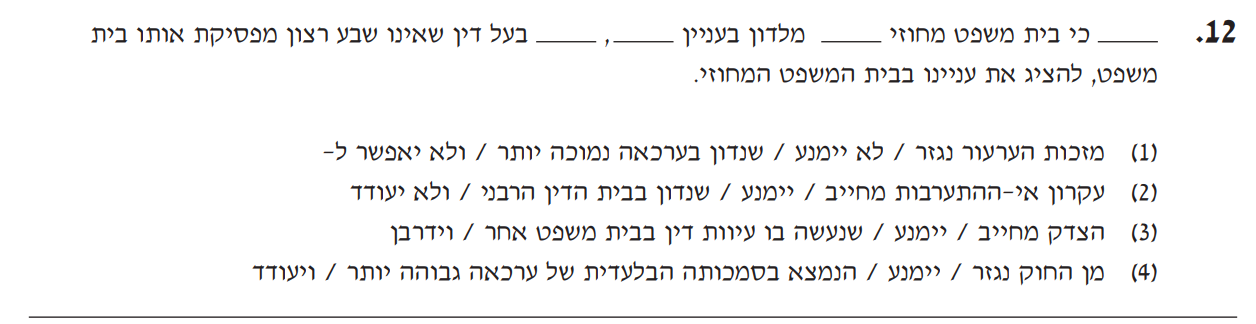 12. _____ כי בית משפט מחוזי _____ מלדון בעניין _____, _____ בעל דין שאינו שבע רצון מפסיקת אותו בית
משפט, להציג את עניינו בבית המשפט המחוזי.
(1) מזכות הערעור נגזר / לא יימנע / שנדון בערכאה נמוכה יותר / ולא יאפשר ל-
(2) עקרון אי-ההתערבות מחייב / יימנע / שנדון בבית הדין הרבני / ולא יעודד
(3) הצדק מחייב / יימנע / שנעשה בו עיוות דין בבית משפט אחר / וידרבן
(4) מן החוק נגזר / יימנע / הנמצא בסמכותה הבלעדית של ערכאה גבוהה יותר / ויעודד